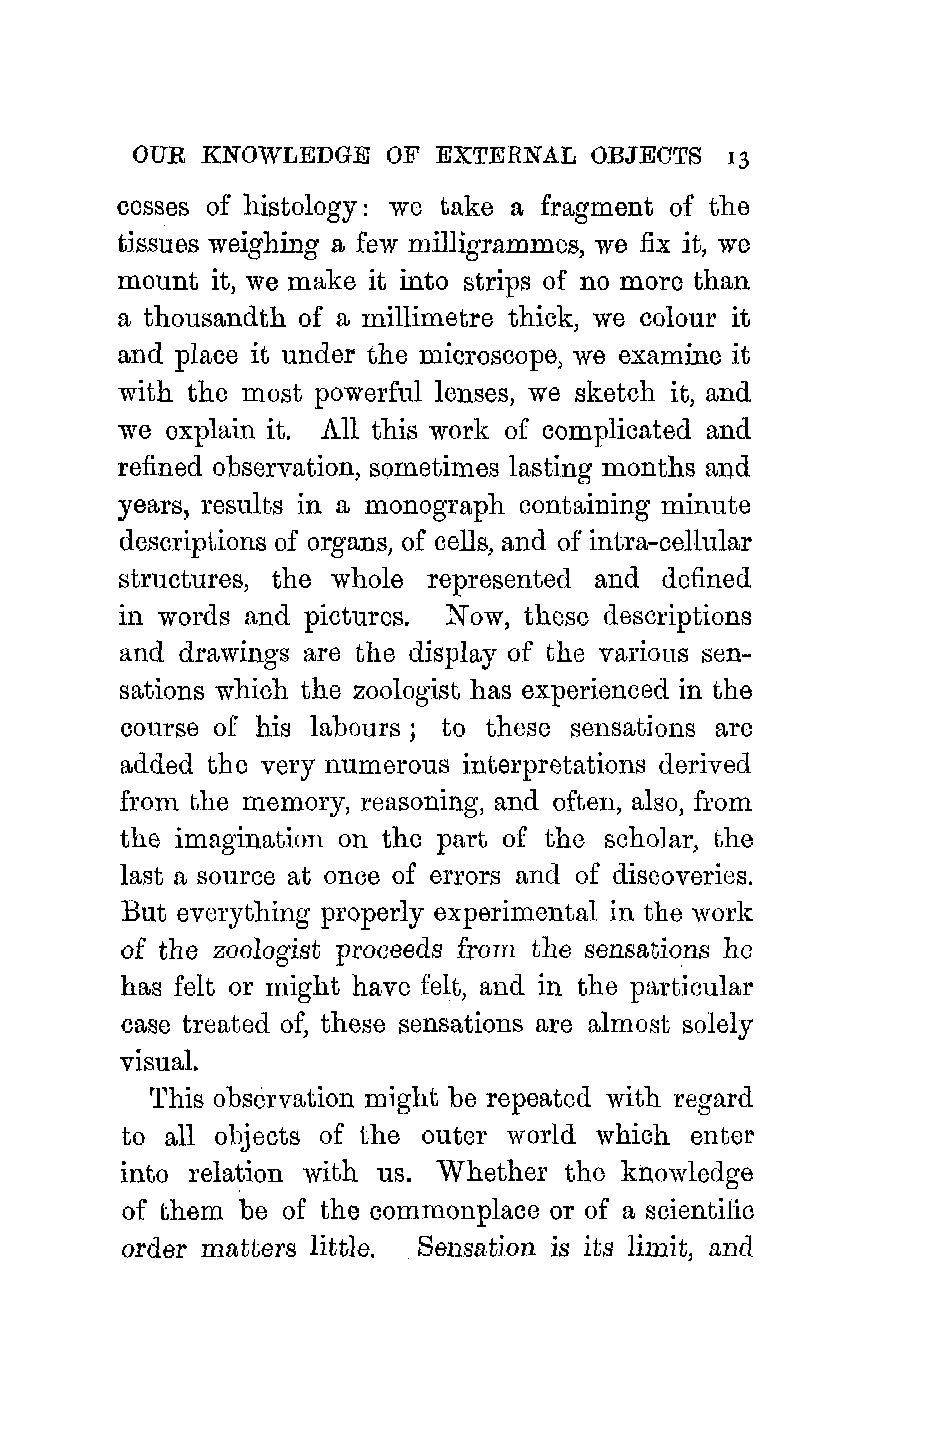 OUR KNOWLEDGE OF EXTERNAL OBJECTS 13
cesses of histology: we take a fragment of the
tissues weighing a few milligrammes, we fix it, we
mount it, we make it into strips of no more than
a thousandth of a millimetre thick, we colour it
and place it under the microscope, we examine it
with the most powerful lenses, we sketch it, and
we explain it. All this work of complicated and
refined observation, sometimes lasting months and
years, results in a monograph containing minute
descriptions of organs, of cells, and of intra-cellular
structures, the whole represented and defined
in words and pictures. Now, these descriptions
and drawings are the display of the various sen-
sations which the zoologist has experienced in the
course of his labours; to these sensations are
added the very numerous interpretations derived
from the memory, reasoning, and often, also, from
the imagination on the part of the scholar, the
last a source at once of errors and of discoveries.
But everything properly experimental in the work
of the zoologist proceeds from the sensations he
has felt or might have felt, and in the particular
case treated of, these sensations are almost solely
visual.
This observation might be repeated with regard
to all objects of the outer world which enter
into relation with us. Whether the knowledge
of them be of the commonplace or of a scientific
order matters little. Sensation is its limit, and